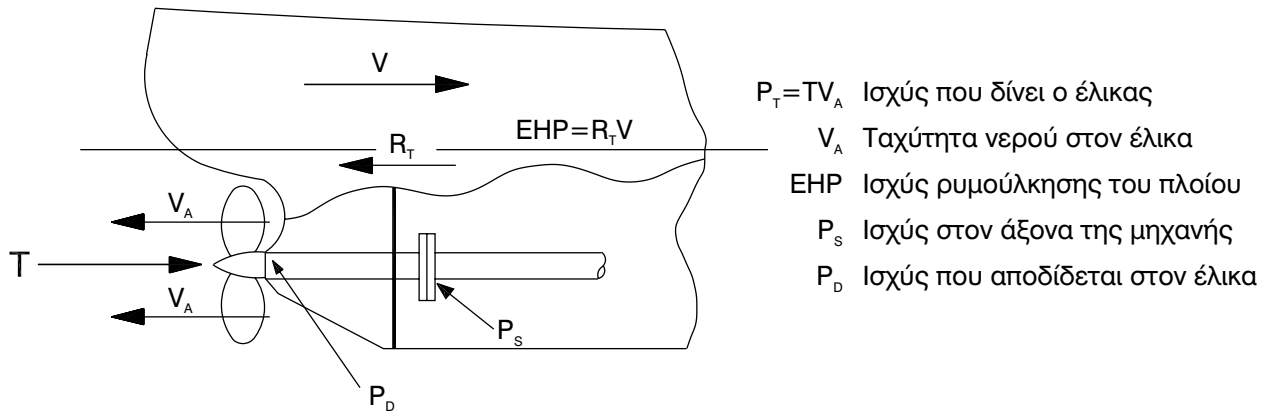 V
EHP=R_TV
R_T
V_A
T
V_A
P_S
P_D
P_T=TV_A Ισχύς που δίνει ο έλικας
V_A Ταχύτητα νερού στον έλικα
EHP Ισχύς ρυμούλκησης του πλοίου
P_S Ισχύς στον άξονα της μηχανής
P_D Ισχύς που αποδίδεται στον έλικα